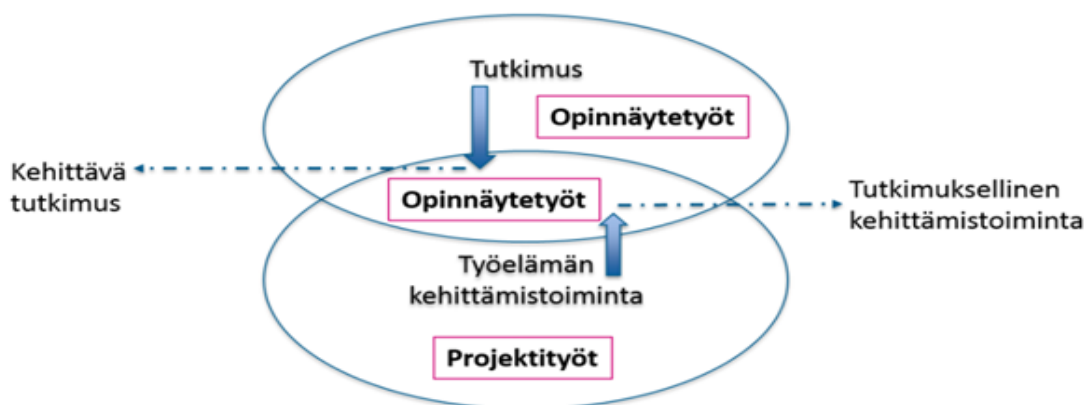 Tutkimus
Opinnäytetyöt
Kehittävä
tutkimus
Opinnäytetyöt
Tutkimuksellinen
kehittämistoiminta
Työelämän
kehittämistoiminta
Projektityöt